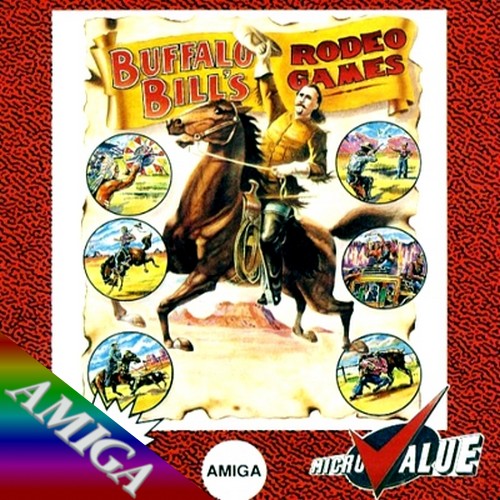 BUFFALO
BILL'S
RODEO
GAMES
AMIGA
AMIGA
MICRO VALUE